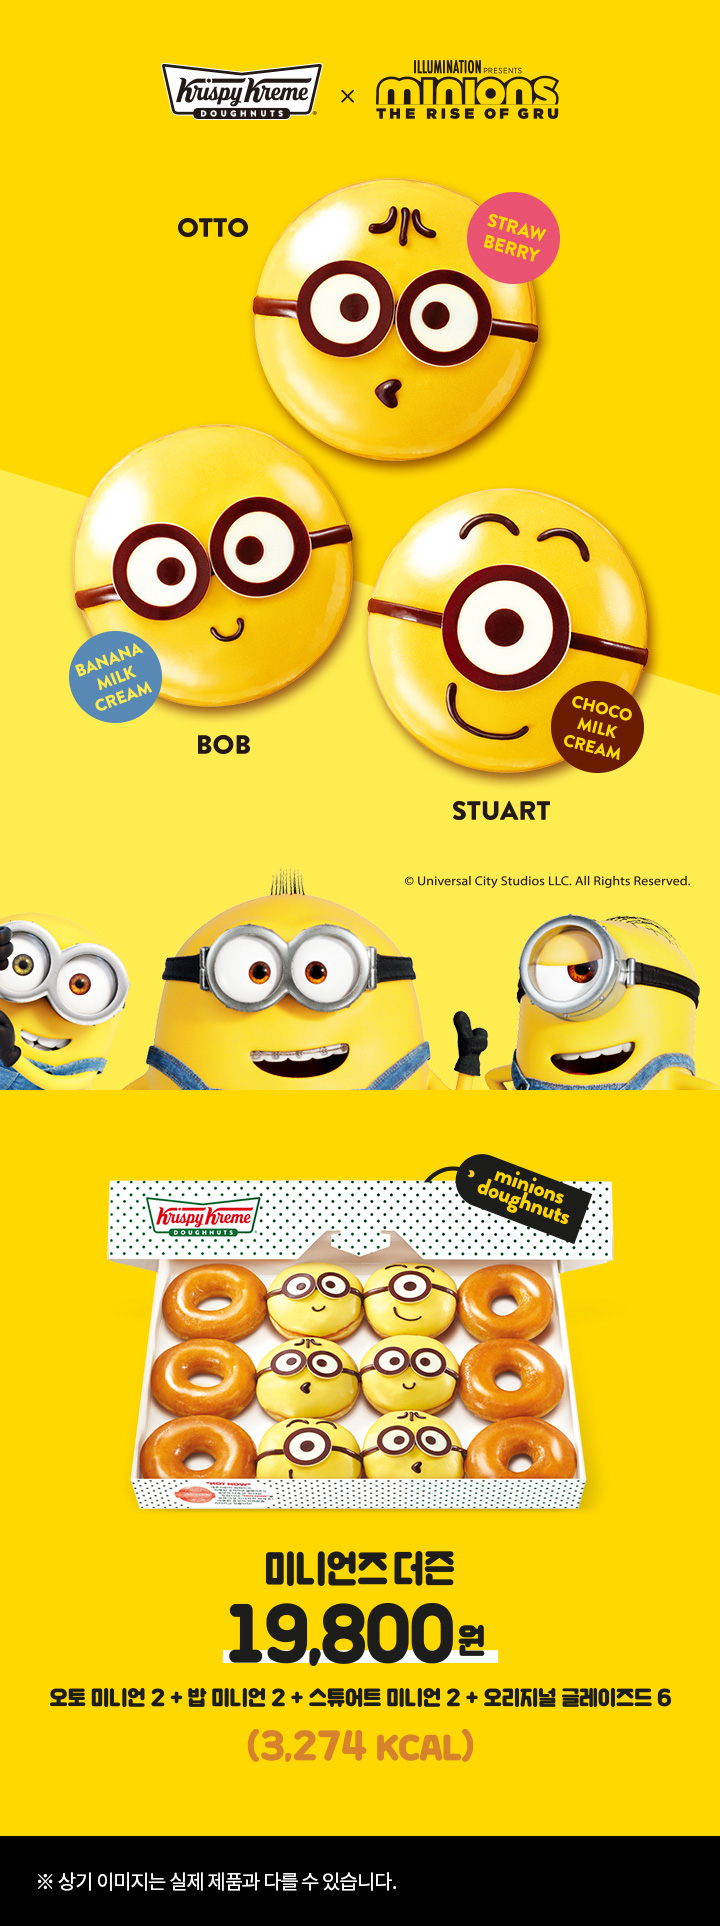 Krispy Kreme
DOUGHNUTS
×
ILLUMINATION PRESENTS
minions
THE RISE OF GRU
OTTO
STRAW
BERRY
BANANA
MILK
CREAM
BOB
CHOCO
MILK
CREAM
STUART
© Universal City Studios LLC. All Rights Reserved.
minions
doughnuts
Krispy Kreme
DOUGHNUTS
"HOT NOW"
미니언즈 더즌
19,800원
오토 미니언 2 + 밥 미니언 2 + 스튜어트 미니언 2 + 오리지널 글레이즈드 6
(3,274 KCAL)
※ 상기 이미지는 실제 제품과 다를 수 있습니다.